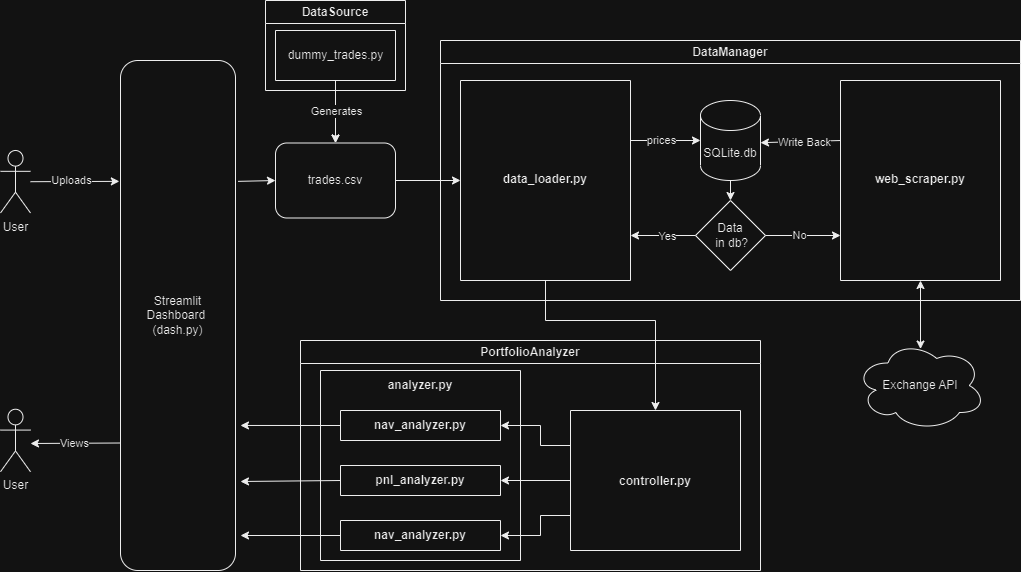 DataSource
dummy_trades.py
Generates
DataManager
Uploads
User
trades.csv
data_loader.py
prices
SQLite.db
Write Back
web_scraper.py
Yes
Data
in db?
No
Streamlit
Dashboard
(dash.py)
PortfolioAnalyzer
Exchange API
analyzer.py
nav_analyzer.py
Views
User
pnl_analyzer.py
controller.py
nav_analyzer.py